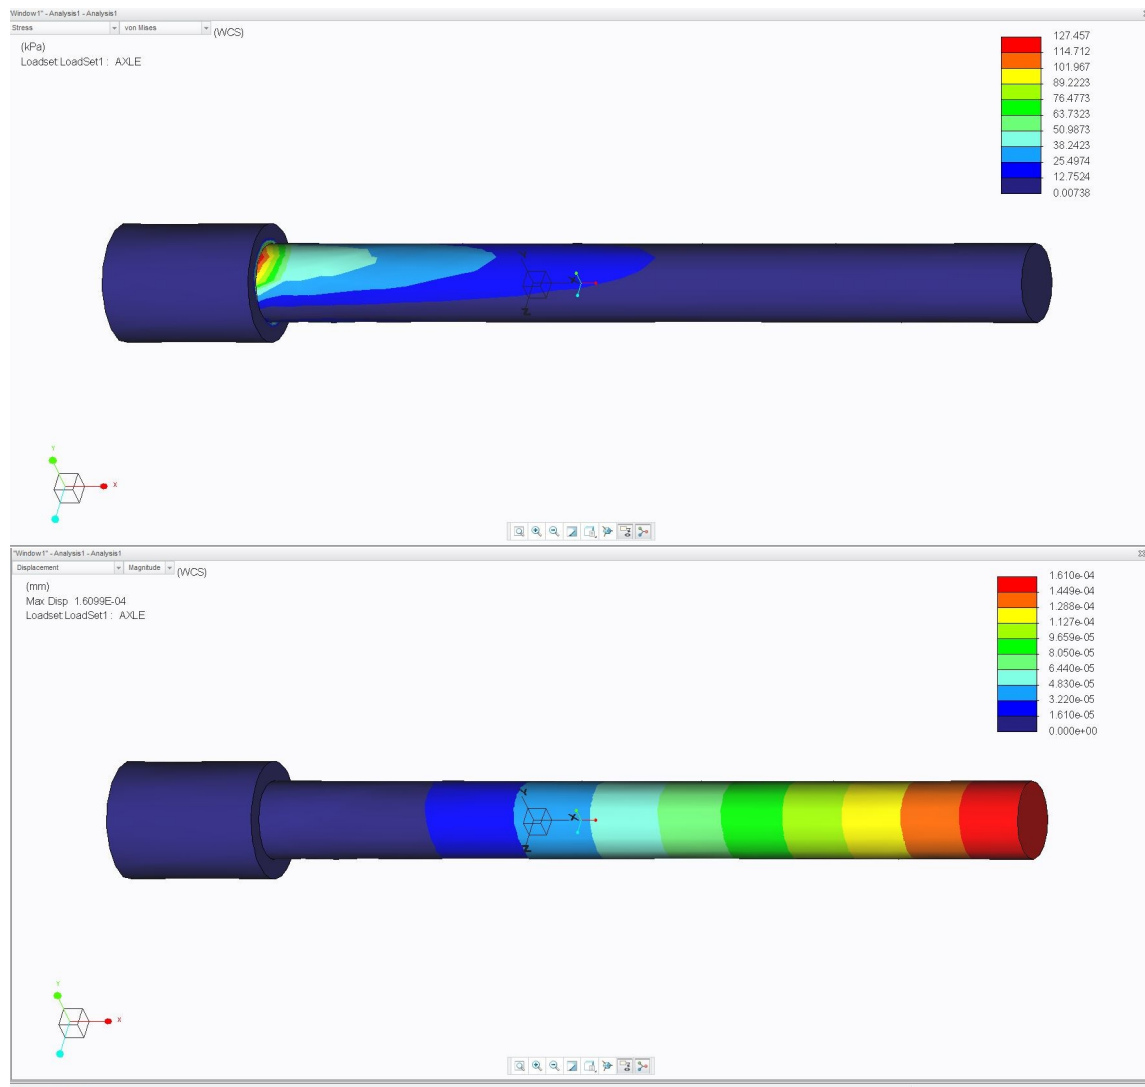 Window1" - Analysis1 - Analysis1
Stress von Mises (WCS)
(kPa)
Loadset:LoadSet1 : AXLE
127.457
114.712
101.967
89.2223
76.4773
63.7323
50.9873
38.2423
25.4974
12.7524
0.00738
Y
X
Z
Y
X
"Window1" - Analysis1 - Analysis1
Displacement Magnitude (WCS)
(mm)
Max Disp 1.6099E-04
Loadset:LoadSet1 : AXLE
1.610e-04
1.449e-04
1.288e-04
1.127e-04
9.659e-05
8.050e-05
6.440e-05
4.830e-05
3.220e-05
1.610e-05
0.000e+00
Y
X
Z
Y
X